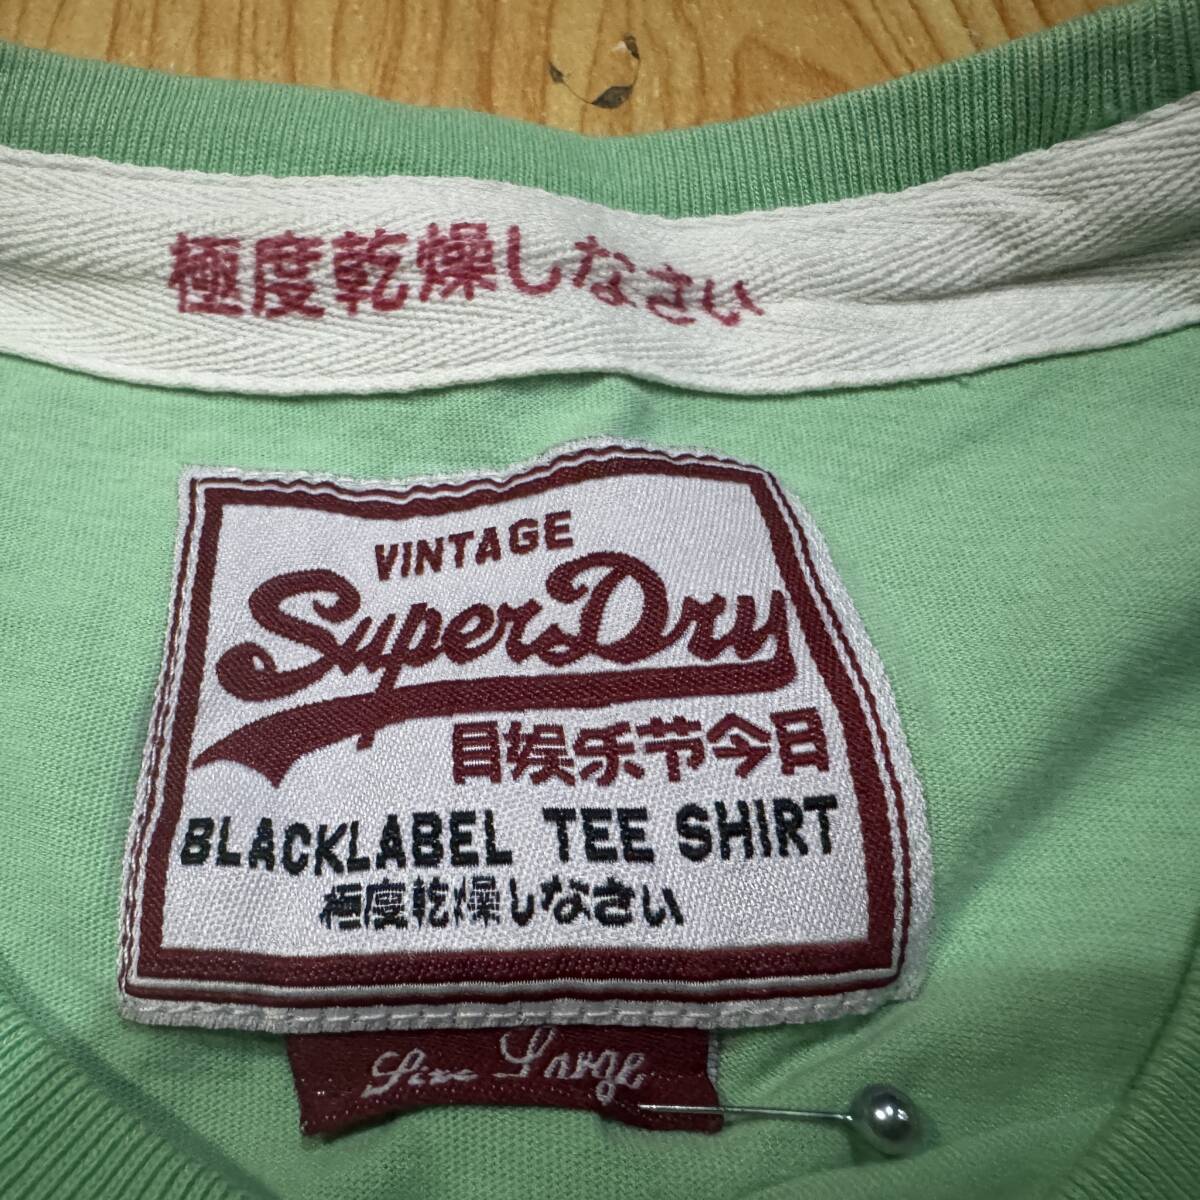 極度乾燥しなさい
VINTAGE
SuperDry
目娱乐节今日
BLACKLABEL TEE SHIRT
極度乾燥しなさい
Size Large